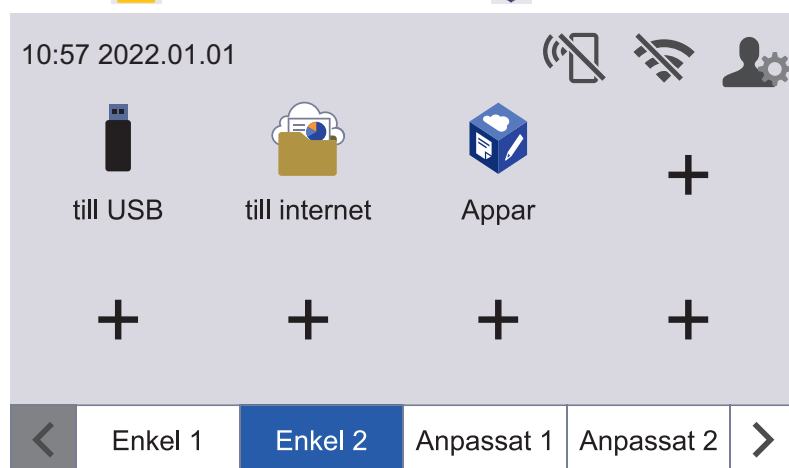 10:57 2022.01.01
till USB till internet Appar
Enkel 1 Enkel 2 Anpassat 1 Anpassat 2